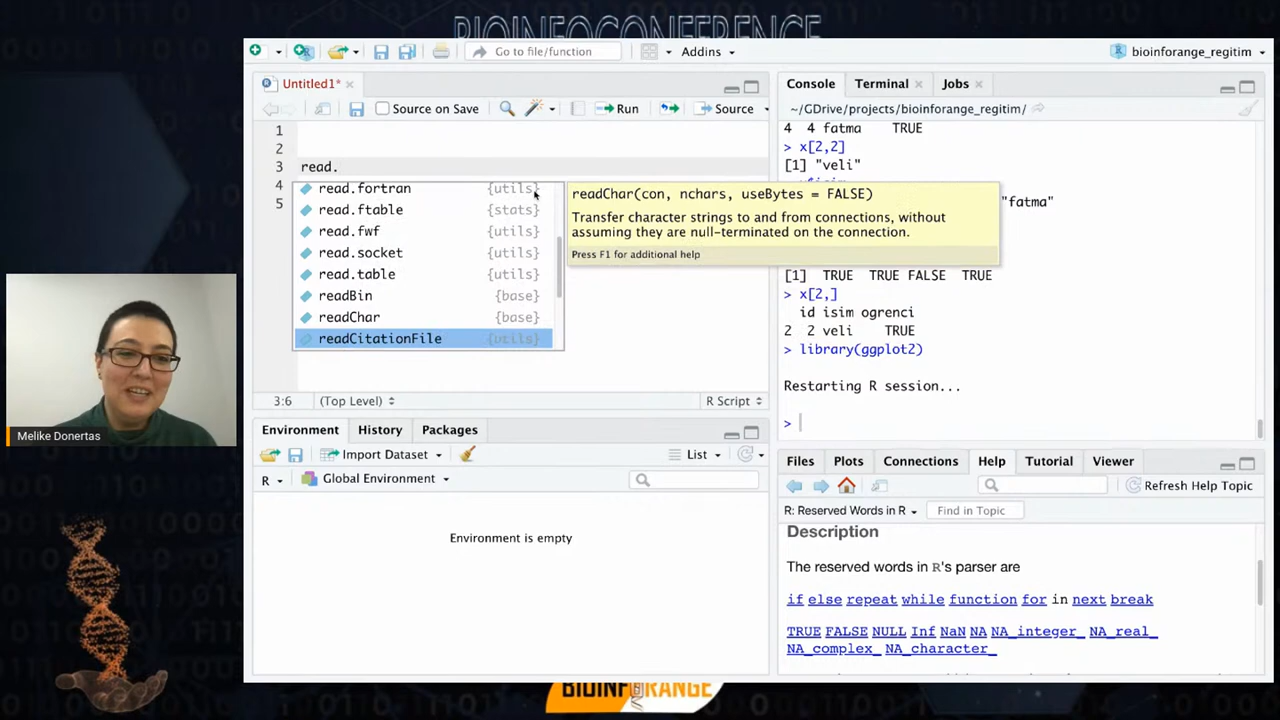 BIOINFOCONFERENCE
Go to file/function
Addins
bioinforange_regitim
Untitled1*
Source on Save
Run
Source
1
2
3 read.
4
5
read.fortran {utils}
read.ftable {stats}
read.fwf {utils}
read.socket {utils}
read.table {utils}
readBin {base}
readChar {base}
readCitationFile {utils}
readChar(con, nchars, useBytes = FALSE)
Transfer character strings to and from connections, without
assuming they are null-terminated on the connection.
Press F1 for additional help
3:6 (Top Level) R Script
Console Terminal Jobs
~/GDrive/projects/bioinforange_regitim/
4 4 fatma TRUE
> x[2,2]
[1] "veli"
"fatma"
[1] TRUE TRUE FALSE TRUE
> x[2,]
id isim ogrenci
2 2 veli TRUE
> library(ggplot2)
Restarting R session...
>
Environment History Packages
Import Dataset List
R Global Environment
Environment is empty
Files Plots Connections Help Tutorial Viewer
Refresh Help Topic
R: Reserved Words in R Find in Topic
Description
The reserved words in R's parser are
if else repeat while function for in next break
TRUE FALSE NULL Inf NaN NA NA_integer_ NA_real_
NA_complex_ NA_character_
Melike Donertas
BIOINFORANGE